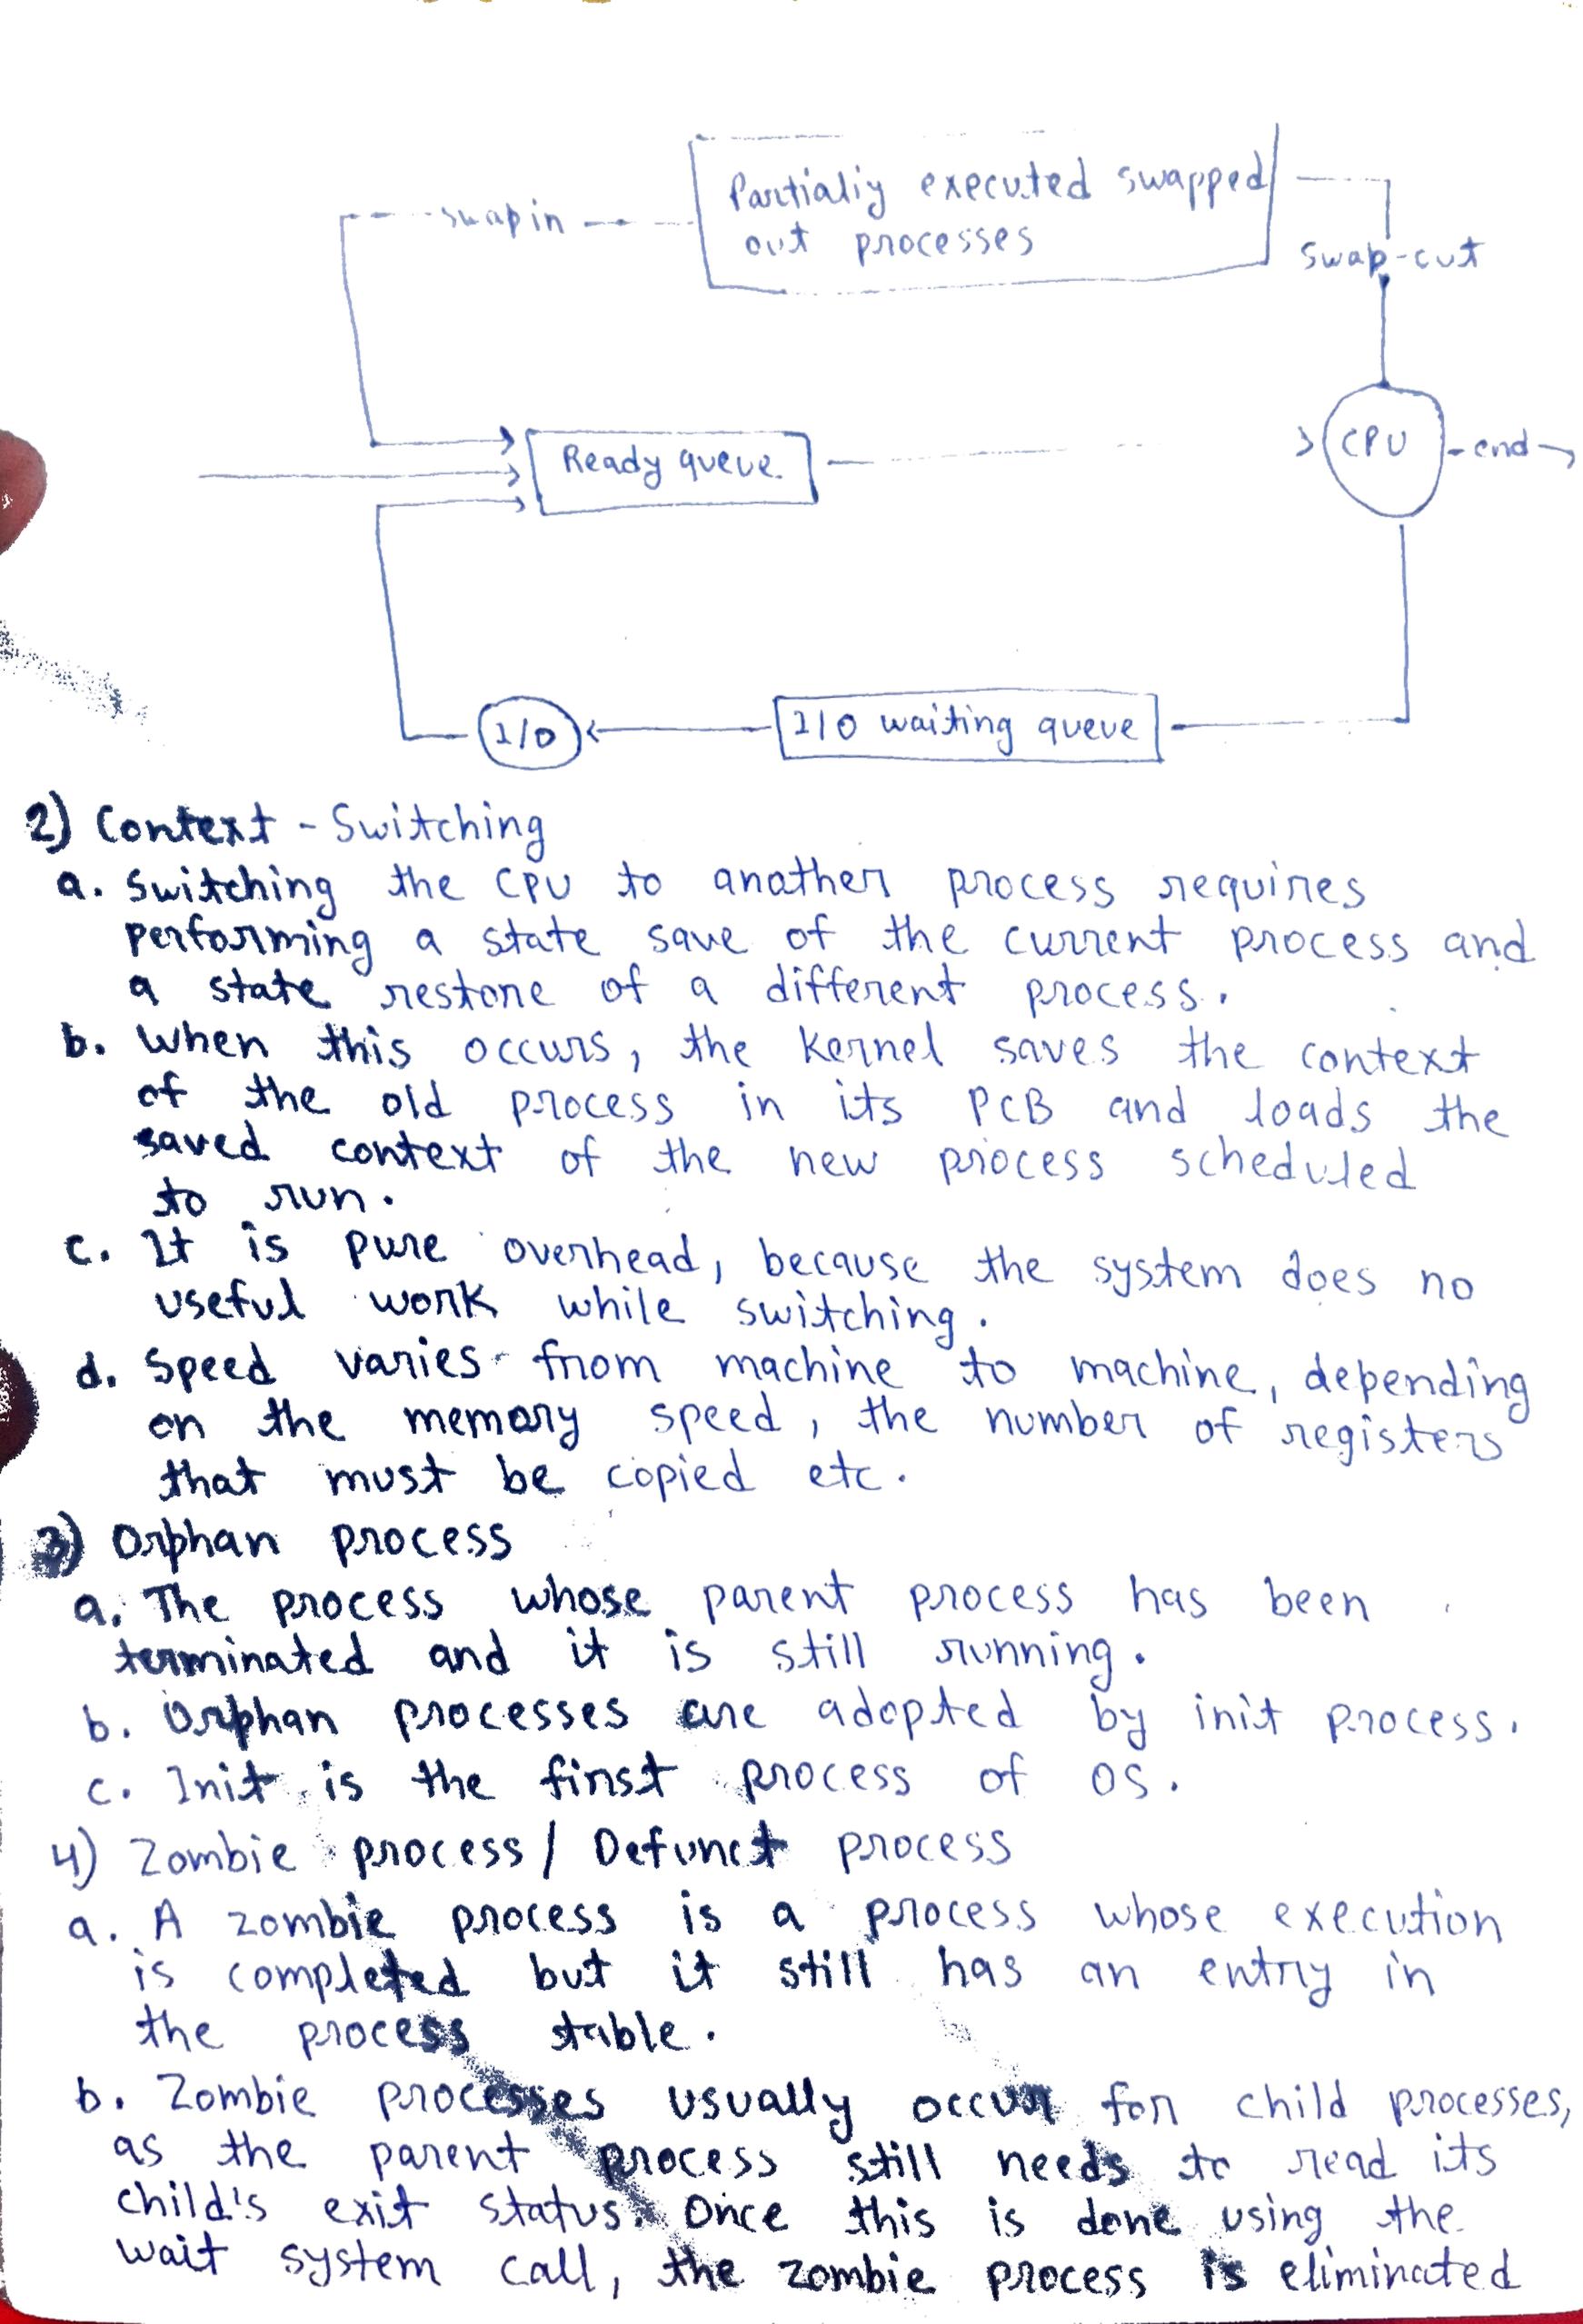 Partially executed swapped
out processes
swap in
swap-out
Ready queue
CPU
end
I/O
I/O waiting queue
2) Context - Switching
a. Switching the CPU to another process requires
performing a state save of the current process and
a state restore of a different process.
b. When this occurs, the kernel saves the context
of the old process in its PCB and loads the
saved context of the new process scheduled
to run.
c. It is pure overhead, because the system does no
useful work while switching.
d. Speed varies from machine to machine, depending
on the memory speed, the number of registers
that must be copied etc.
3) Orphan process
a. The process whose parent process has been
terminated and it is still running.
b. Orphan processes are adopted by init process.
c. Init is the first process of OS.
4) Zombie process / Defunct process
a. A zombie process is a process whose execution
is completed but it still has an entry in
the process table.
b. Zombie processes usually occur for child processes,
as the parent process still needs to read its
child's exit status. Once this is done using the
wait system call, the zombie process is eliminated